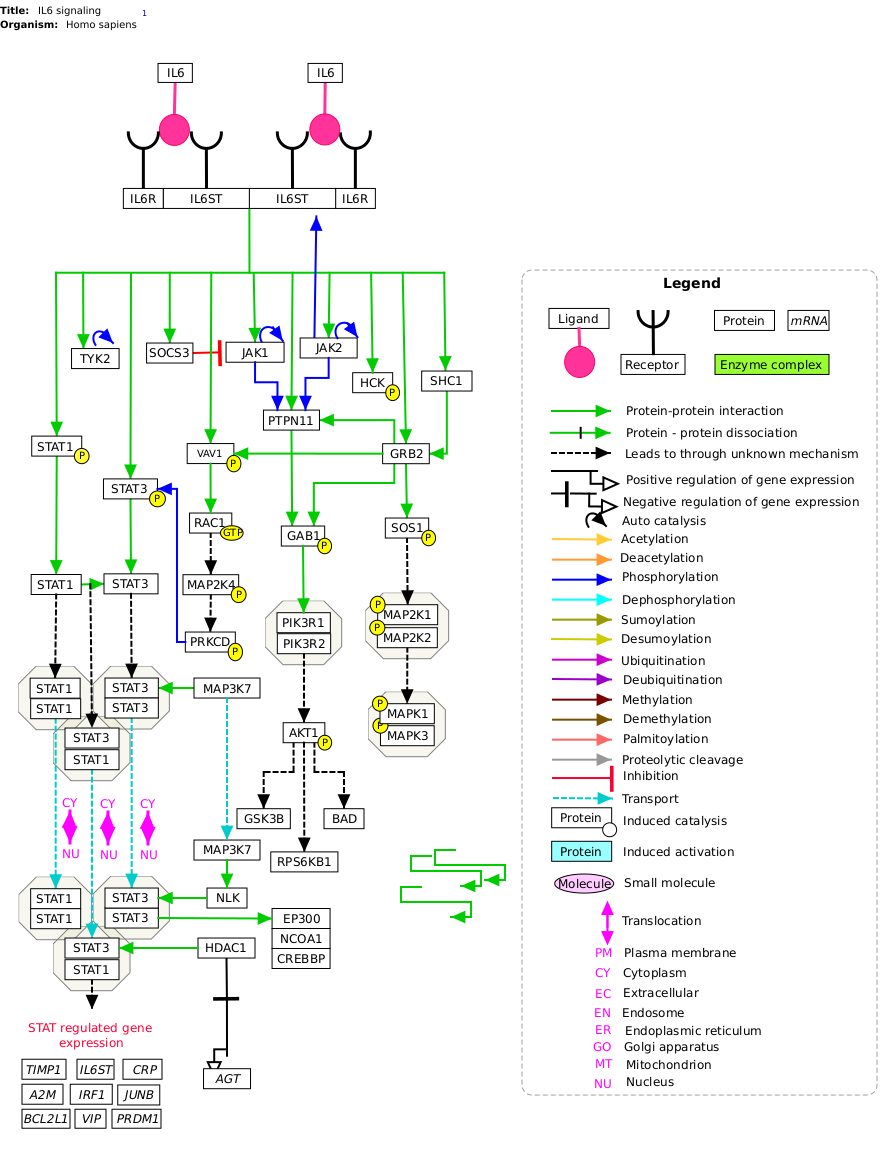 Title: IL6 signaling 1
Organism: Homo sapiens
IL6 IL6
IL6R IL6ST IL6ST IL6R
TYK2 SOCS3 JAK1 JAK2
HCK P SHC1
PTPN11
STAT1 P VAV1 P GRB2
STAT3 P
RAC1 GTP GAB1 P SOS1 P
STAT1 STAT3 MAP2K4 P
P MAP2K1
P MAP2K2
PIK3R1
PIK3R2
PRKCD P
STAT1 STAT3 MAP3K7
STAT1 STAT3
STAT3
STAT1
P MAPK1
P MAPK3
AKT1 P
CY CY CY
NU NU NU
GSK3B BAD
MAP3K7 RPS6KB1
STAT1 STAT3 NLK
STAT1 STAT3
STAT3
STAT1
EP300
NCOA1
CREBBP
HDAC1
STAT regulated gene
expression
AGT
TIMP1 IL6ST CRP
A2M IRF1 JUNB
BCL2L1 VIP PRDM1
Legend
Ligand Protein mRNA
Receptor Enzyme complex
Protein-protein interaction
Protein - protein dissociation
Leads to through unknown mechanism
Positive regulation of gene expression
Negative regulation of gene expression
Auto catalysis
Acetylation
Deacetylation
Phosphorylation
Dephosphorylation
Sumoylation
Desumoylation
Ubiquitination
Deubiquitination
Methylation
Demethylation
Palmitoylation
Proteolytic cleavage
Inhibition
Transport
Protein Induced catalysis
Protein Induced activation
Molecule Small molecule
Translocation
PM Plasma membrane
CY Cytoplasm
EC Extracellular
EN Endosome
ER Endoplasmic reticulum
GO Golgi apparatus
MT Mitochondrion
NU Nucleus